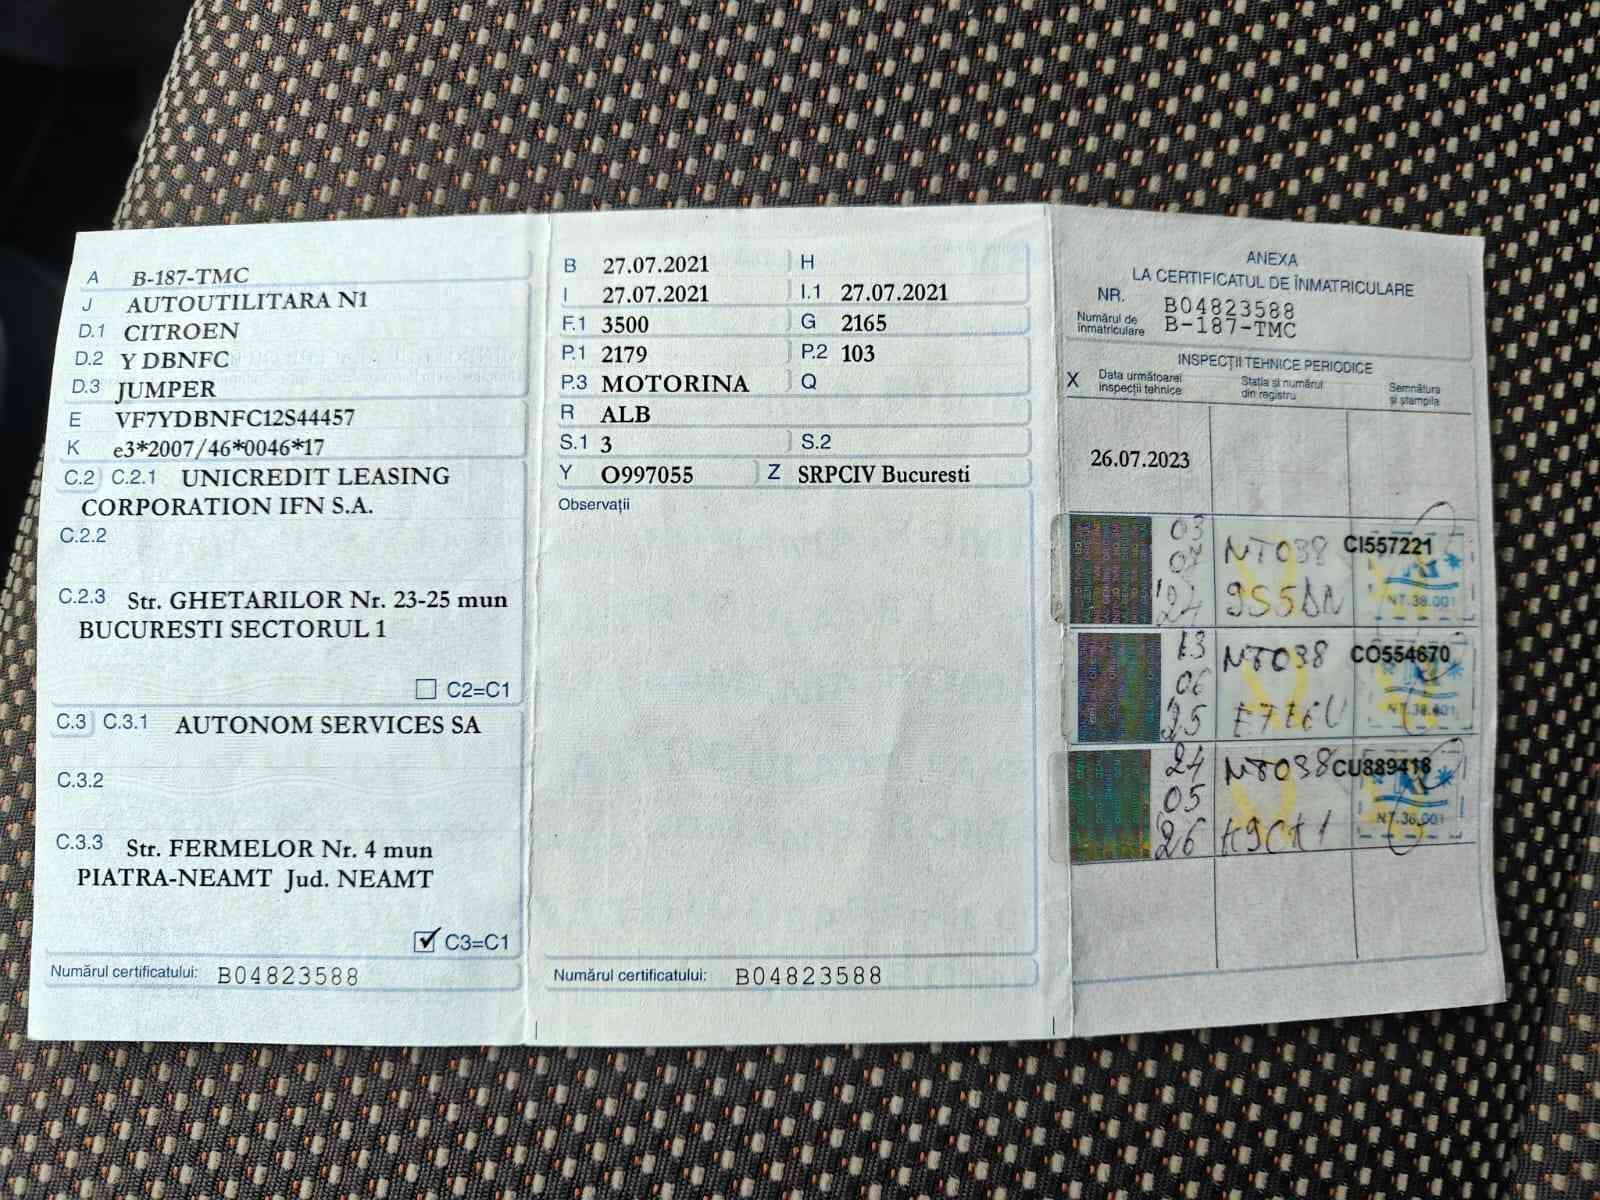 A B-187-TMC
J AUTOUTILITARA N1
D.1 CITROEN
D.2 Y DBNFC
D.3 JUMPER
E VF7YDBNFC12S44457
K e3*2007/46*0046*17
C.2 C.2.1 UNICREDIT LEASING
CORPORATION IFN S.A.
C.2.2
C.2.3 Str. GHETARILOR Nr. 23-25 mun
BUCURESTI SECTORUL 1
C2=C1
C.3 C.3.1 AUTONOM SERVICES SA
C.3.2
C.3.3 Str. FERMELOR Nr. 4 mun
PIATRA-NEAMT Jud. NEAMT
C3=C1
Numărul certificatului: B04823588
B 27.07.2021 H
I 27.07.2021 I.1 27.07.2021
F.1 3500 G 2165
P.1 2179 P.2 103
P.3 MOTORINA Q
R ALB
S.1 3 S.2
Y O997055 Z SRPCIV Bucuresti
Observații
Numărul certificatului: B04823588
ANEXA
LA CERTIFICATUL DE ÎNMATRICULARE
NR. B04823588
Numărul de
înmatriculare B-187-TMC
INSPECȚII TEHNICE PERIODICE
X Data următoarei
inspecții tehnice
Stația și numărul
din registru
Semnătura
și ștampila
26.07.2023
03 NT038 CI557221
07
'24 NT.38.001
13 NT038 CO554670
06
25 NT.38.001
24 NT038 CU889418
05
26 K9CK1